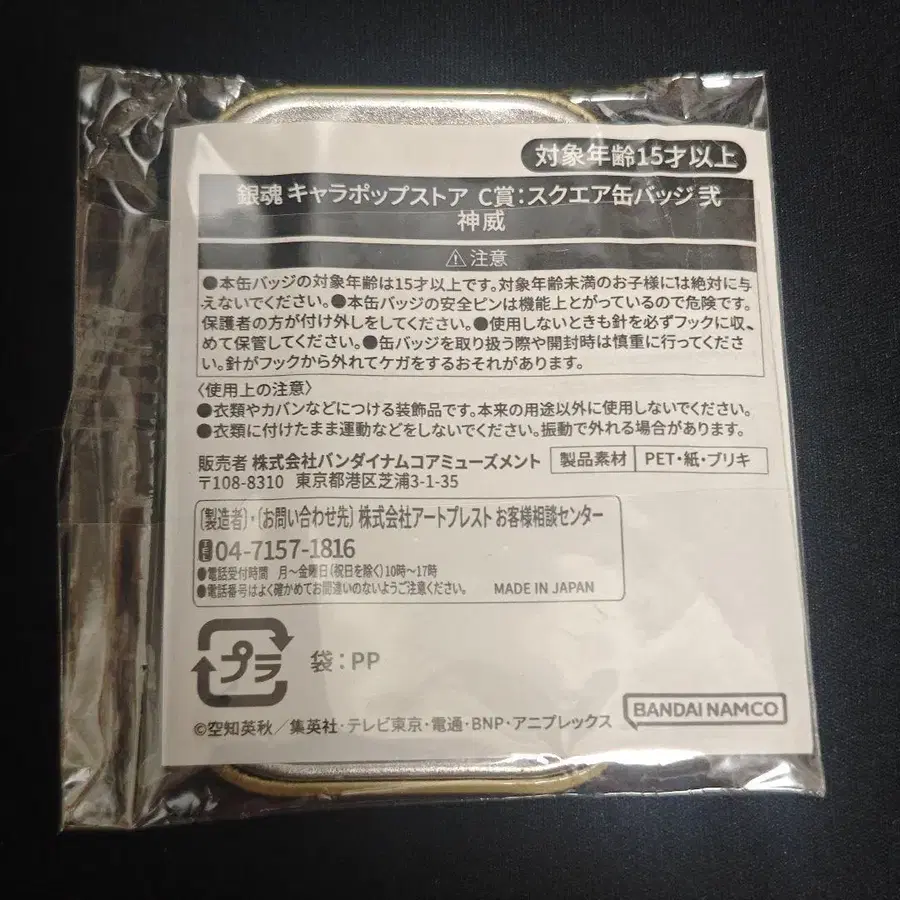 対象年齢15才以上
銀魂 キャラポップストア C賞:スクエア缶バッジ 弐
神威
⚠注意
●本缶バッジの対象年齢は15才以上です。対象年齢未満のお子様には絶対に与
えないでください。●本缶バッジの安全ピンは機能上とがっているので危険です。
保護者の方が付け外しをしてください。●使用しないときも針を必ずフックに収
めて保管してください。●缶バッジを取り扱う際や開封時は慎重に行ってくださ
い。針がフックから外れてケガをするおそれがあります。
〈使用上の注意〉
●衣類やカバンなどにつける装飾品です。本来の用途以外に使用しないでください。
●衣類に付けたまま運動などをしないでください。振動で外れる場合があります。
販売者 株式会社バンダイナムコアミューズメント 製品素材 PET・紙・ブリキ
〒108-8310 東京都港区芝浦3-1-35
〔製造者〕・〔お問い合わせ先〕株式会社アートプレスト お客様相談センター
TEL 04-7157-1816
●電話受付時間 月～金曜日(祝日を除く)10時～17時
●電話番号はよく確かめてお間違いのないようご注意ください。 MADE IN JAPAN
プラ 袋:PP
©空知英秋/集英社・テレビ東京・電通・BNP・アニプレックス
BANDAI NAMCO